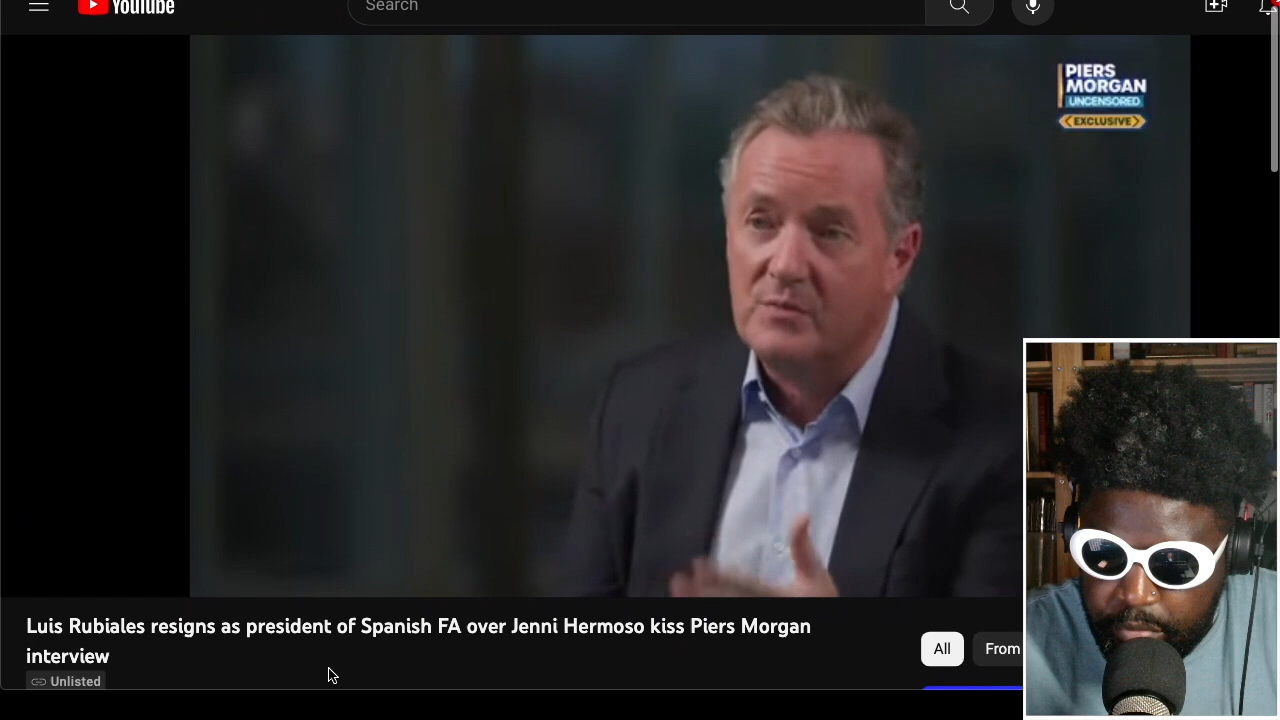 YouTube
Search
PIERS
MORGAN
UNCENSORED
EXCLUSIVE
Luis Rubiales resigns as president of Spanish FA over Jenni Hermoso kiss Piers Morgan
interview
Unlisted
All
From